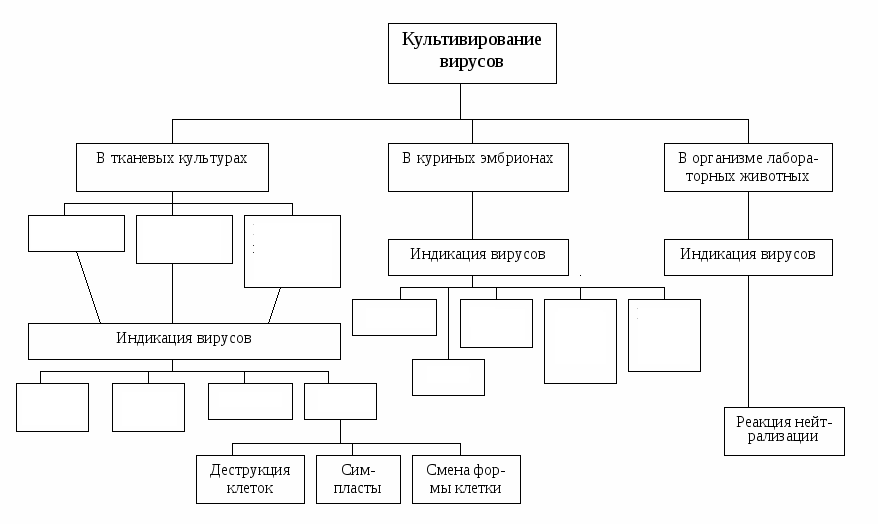 Культивирование
вирусов
В тканевых культурах
В куриных эмбрионах
В организме лабора-
торных животных
Индикация вирусов
Индикация вирусов
Индикация вирусов
Реакция нейт-
рализации
Деструкция
клеток
Сим-
пласты
Смена фор-
мы клетки